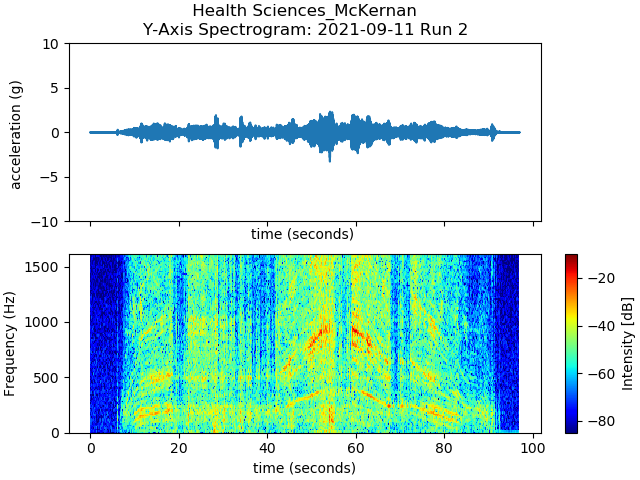 Health Sciences_McKernan
Y-Axis Spectrogram: 2021-09-11 Run 2
acceleration (g)
10
5
0
−5
−10
time (seconds)
Frequency (Hz)
1500
1000
500
0
0 20 40 60 80 100
time (seconds)
−20
−40
−60
−80
Intensity [dB]